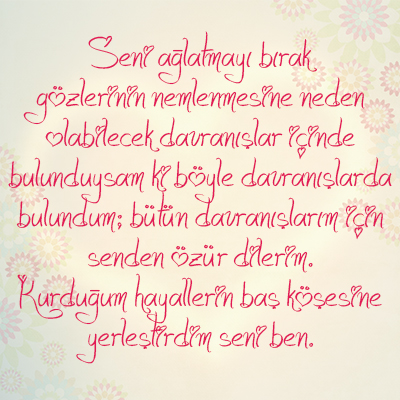 Seni ağlatmayı bırak
gözlerinin nemlenmesine neden
olabilecek davranışlar içinde
bulunduysam ki böyle davranışlarda
bulundum; bütün davranışlarım için
senden özür dilerim.
Kurduğum hayallerin baş köşesine
yerleştirdim seni ben.